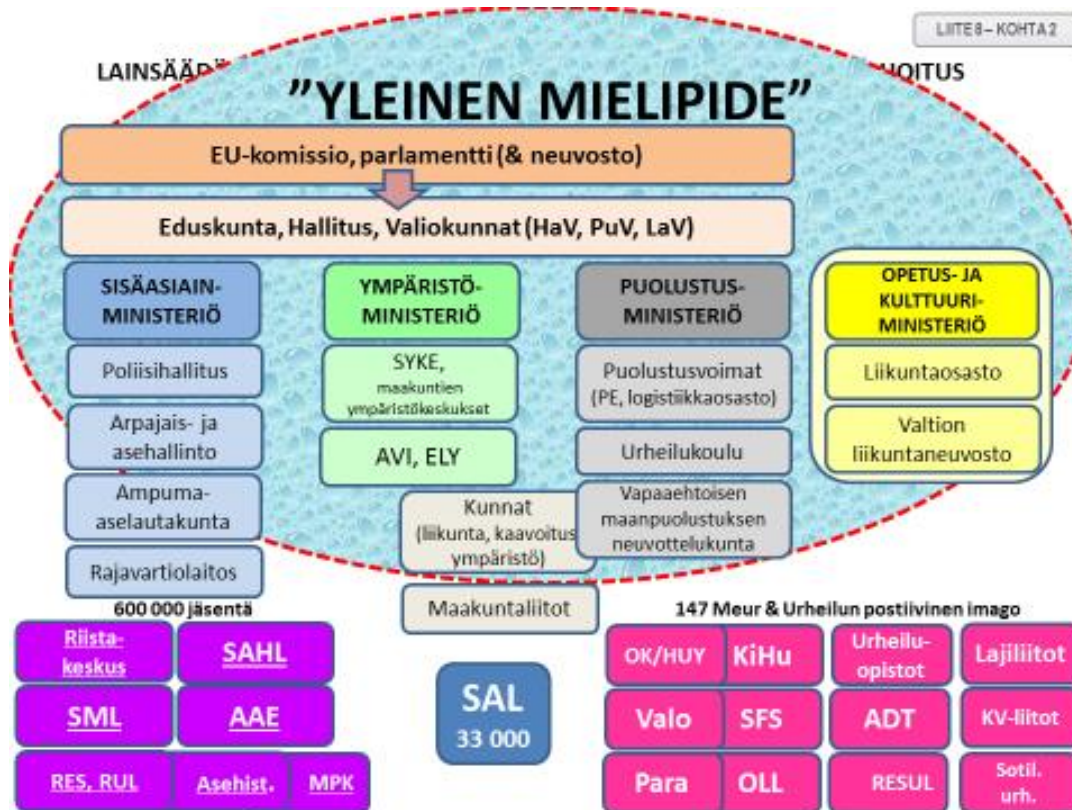 LIITE 8 – KOHTA 2
"YLEINEN MIELIPIDE"
EU-komissio, parlamentti (& neuvosto)
Eduskunta, Hallitus, Valiokunnat (HaV, PuV, LaV)
SISÄASIAIN-
MINISTERIÖ
Poliisihallitus
Arpajais- ja
asehallinto
Ampuma-
aselautakunta
Rajavartiolaitos
YMPÄRISTÖ-
MINISTERIÖ
SYKE,
maakuntien
ympäristökeskukset
AVI, ELY
Kunnat
(liikunta, kaavoitus
ympäristö)
Maakuntaliitot
PUOLUSTUS-
MINISTERIÖ
Puolustusvoimat
(PE, logistiikkaosasto)
Urheilukoulu
Vapaaehtoisen
maanpuolustuksen
neuvottelukunta
OPETUS- JA
KULTTUURI-
MINISTERIÖ
Liikuntaosasto
Valtion
liikuntaneuvosto
600 000 jäsentä
Riista-
keskus
SAHL
SML
AAE
RES, RUL
Asehist.
MPK
SAL
33 000
147 Meur & Urheilun postiivinen imago
OK/HUY
KiHu
Urheilu-
opistot
Lajiliitot
Valo
SFS
ADT
KV-liitot
Para
OLL
RESUL
Sotil.
urh.